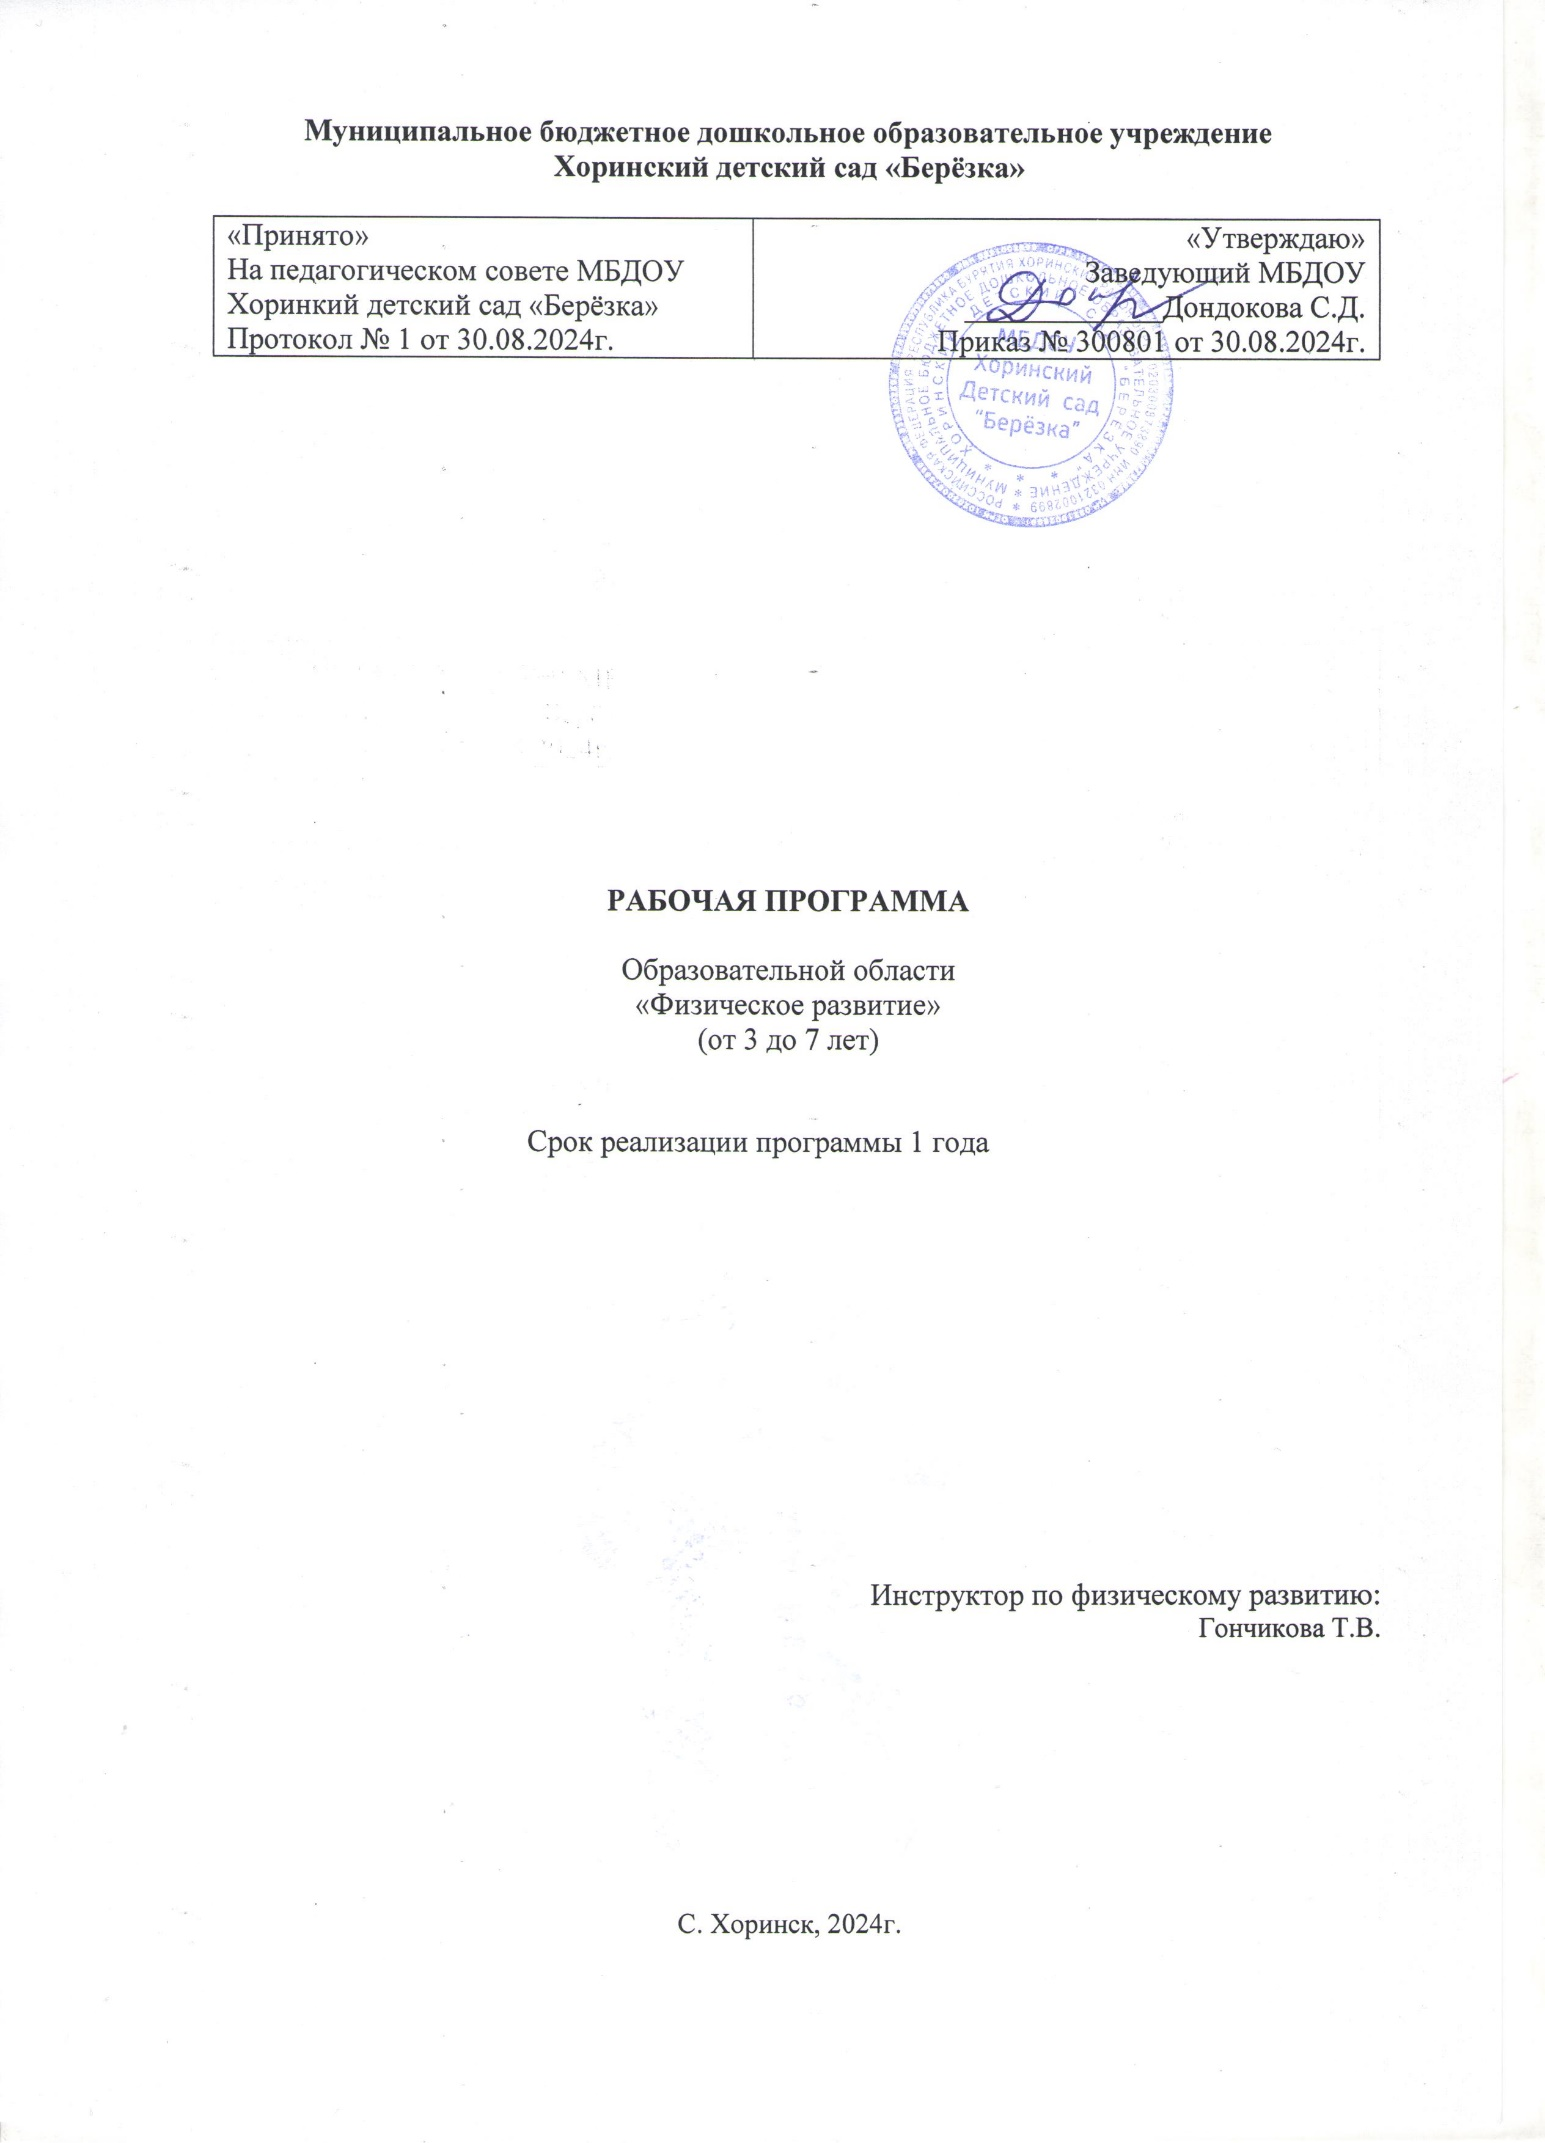 Муниципальное бюджетное дошкольное образовательное учреждение
Хоринский детский сад «Берёзка»
«Принято»
На педагогическом совете МБДОУ
Хоринкий детский сад «Берёзка»
Протокол № 1 от 30.08.2024г.
«Утверждаю»
Заведующий МБДОУ
Дондокова С.Д.
Приказ № 300801 от 30.08.2024г.
МБДОУ
Хоринский
Детский сад
“Берёзка”
РАБОЧАЯ ПРОГРАММА
Образовательной области
«Физическое развитие»
(от 3 до 7 лет)
Срок реализации программы 1 года
Инструктор по физическому развитию:
Гончикова Т.В.
С. Хоринск, 2024г.